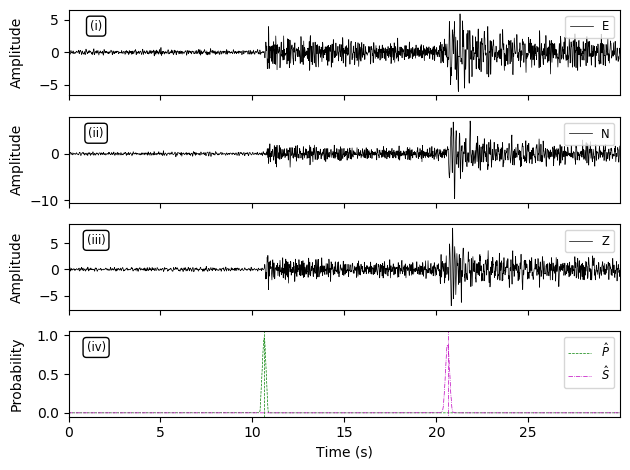 (i)
E
Amplitude
5
0
−5
(ii)
N
Amplitude
0
−10
(iii)
Z
Amplitude
5
0
−5
(iv)
P̂
Ŝ
Probability
1.0
0.5
0.0
0 5 10 15 20 25
Time (s)